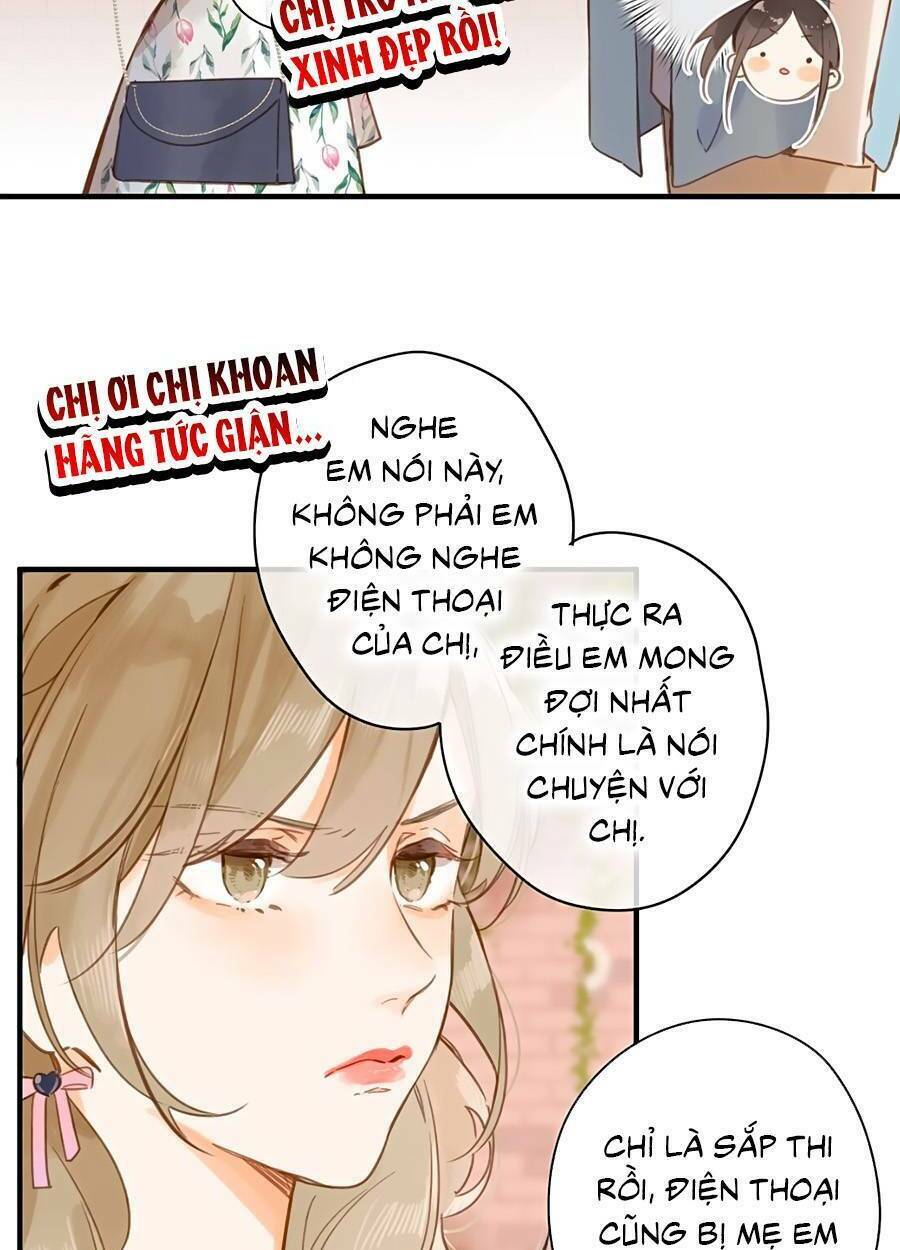 CHỊ
XINH ĐẸP RỒI!
CHỊ ƠI CHỊ KHOAN
HÃNG TỨC GIẬN...
NGHE
EM NÓI NÀY,
KHÔNG PHẢI EM
KHÔNG NGHE
ĐIỆN THOẠI
CỦA CHỊ,
THỰC RA
ĐIỀU EM MONG
ĐỢI NHẤT
CHÍNH LÀ NÓI
CHUYỆN VỚI
CHỊ.
CHỈ LÀ SẮP THI
RỒI, ĐIỆN THOẠI
CŨNG BỊ MẸ EM